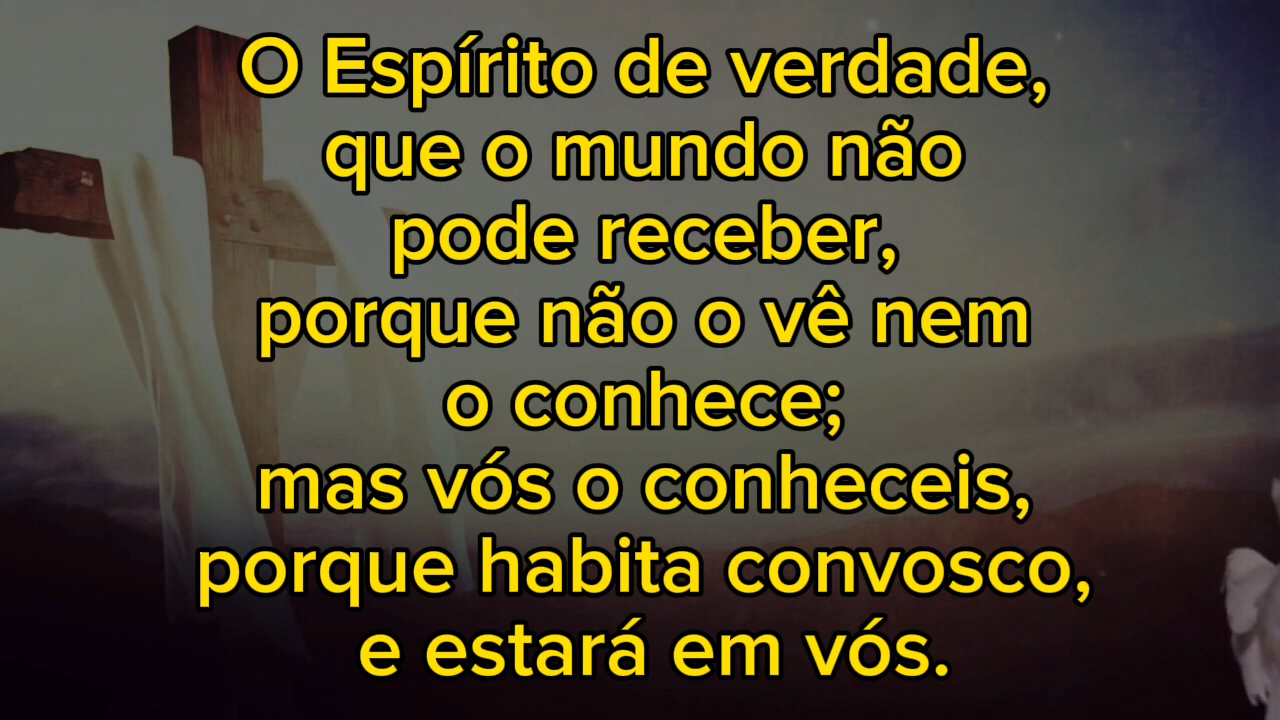 O Espírito de verdade,
que o mundo não
pode receber,
porque não o vê nem
o conhece;
mas vós o conheceis,
porque habita convosco,
e estará em vós.